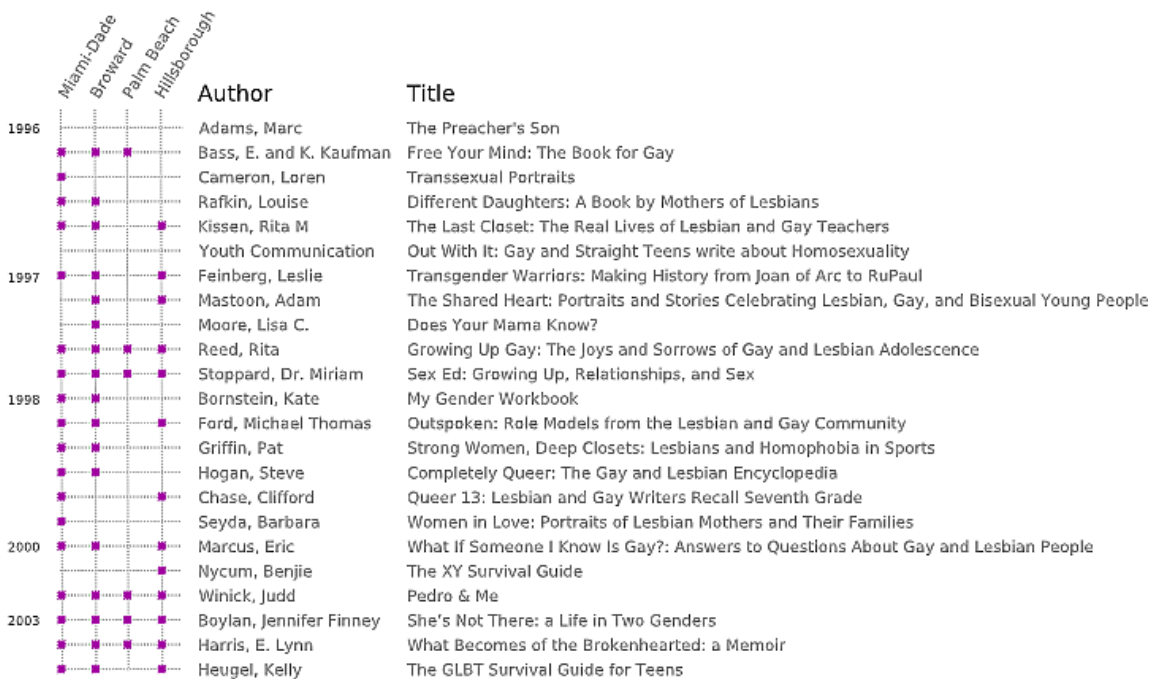 Miami-Dade
Broward
Palm Beach
Hillsborough
Author Title
1996 Adams, Marc The Preacher's Son
Bass, E. and K. Kaufman Free Your Mind: The Book for Gay
Cameron, Loren Transsexual Portraits
Rafkin, Louise Different Daughters: A Book by Mothers of Lesbians
Kissen, Rita M The Last Closet: The Real Lives of Lesbian and Gay Teachers
Youth Communication Out With It: Gay and Straight Teens write about Homosexuality
1997 Feinberg, Leslie Transgender Warriors: Making History from Joan of Arc to RuPaul
Mastoon, Adam The Shared Heart: Portraits and Stories Celebrating Lesbian, Gay, and Bisexual Young People
Moore, Lisa C. Does Your Mama Know?
Reed, Rita Growing Up Gay: The Joys and Sorrows of Gay and Lesbian Adolescence
Stoppard, Dr. Miriam Sex Ed: Growing Up, Relationships, and Sex
1998 Bornstein, Kate My Gender Workbook
Ford, Michael Thomas Outspoken: Role Models from the Lesbian and Gay Community
Griffin, Pat Strong Women, Deep Closets: Lesbians and Homophobia in Sports
Hogan, Steve Completely Queer: The Gay and Lesbian Encyclopedia
Chase, Clifford Queer 13: Lesbian and Gay Writers Recall Seventh Grade
Seyda, Barbara Women in Love: Portraits of Lesbian Mothers and Their Families
2000 Marcus, Eric What If Someone I Know Is Gay?: Answers to Questions About Gay and Lesbian People
Nycum, Benjie The XY Survival Guide
Winick, Judd Pedro & Me
2003 Boylan, Jennifer Finney She's Not There: a Life in Two Genders
Harris, E. Lynn What Becomes of the Brokenhearted: a Memoir
Heugel, Kelly The GLBT Survival Guide for Teens